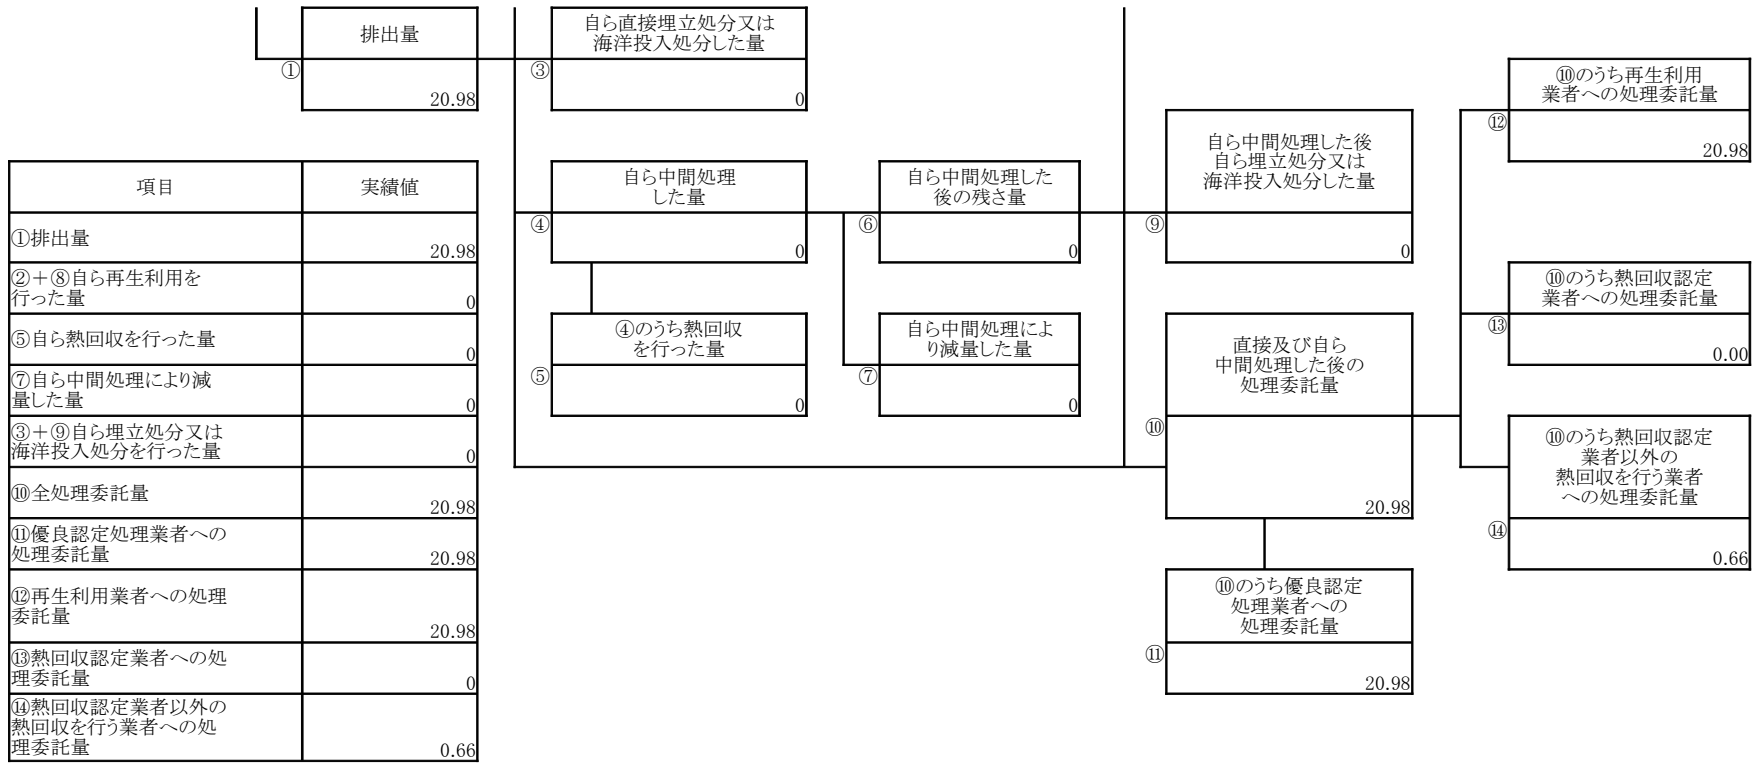 排出量
①
20.98
自ら直接埋立処分又は
海洋投入処分した量
③
0
⑩のうち再生利用
業者への処理委託量
⑫
20.98
自ら中間処理した後
自ら埋立処分又は
海洋投入処分した量
⑨
0
自ら中間処理
した量
④
0
自ら中間処理した
後の残さ量
⑥
0
④のうち熱回収
を行った量
⑤
0
自ら中間処理によ
り減量した量
⑦
0
直接及び自ら
中間処理した後の
処理委託量
⑩
20.98
⑩のうち熱回収認定
業者への処理委託量
⑬
0.00
⑩のうち熱回収認定
業者以外の
熱回収を行う業者
への処理委託量
⑭
0.66
⑩のうち優良認定
処理業者への
処理委託量
⑪
20.98
項目 実績値
①排出量
20.98
②＋⑧自ら再生利用を
行った量
0
⑤自ら熱回収を行った量
0
⑦自ら中間処理により減
量した量
0
③＋⑨自ら埋立処分又は
海洋投入処分を行った量
0
⑩全処理委託量
20.98
⑪優良認定処理業者への
処理委託量
20.98
⑫再生利用業者への処理
委託量
20.98
⑬熱回収認定業者への処
理委託量
0
⑭熱回収認定業者以外の
熱回収を行う業者への処
理委託量
0.66